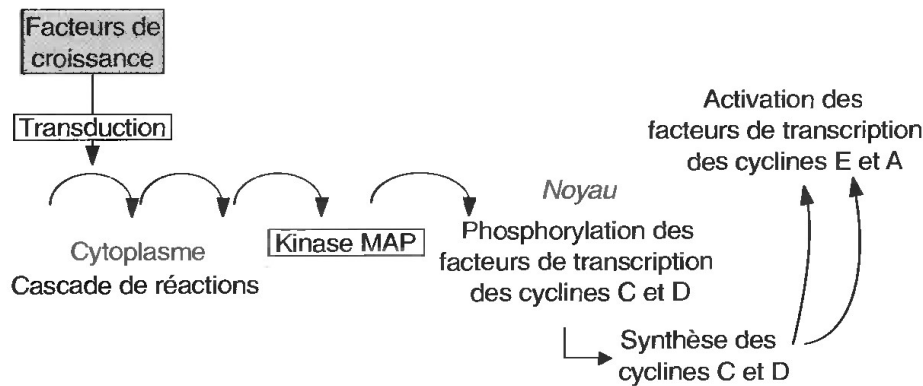 Facteurs de
croissance
Transduction
Cytoplasme
Cascade de réactions
Kinase MAP
Noyau
Phosphorylation des
facteurs de transcription
des cyclines C et D
Synthèse des
cyclines C et D
Activation des
facteurs de transcription
des cyclines E et A